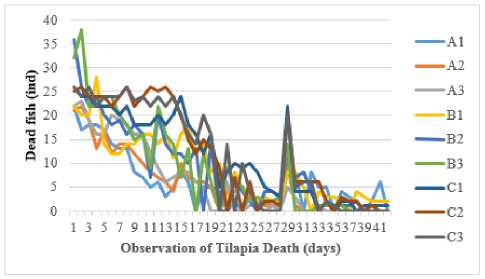 40
35
30
25
20
15
10
5
0
Dead fish (ind)
1 3 5 7 9 11 13 15 17 19 21 23 25 27 29 31 33 35 37 39 41
Observation of Tilapia Death (days)
A1
A2
A3
B1
B2
B3
C1
C2
C3